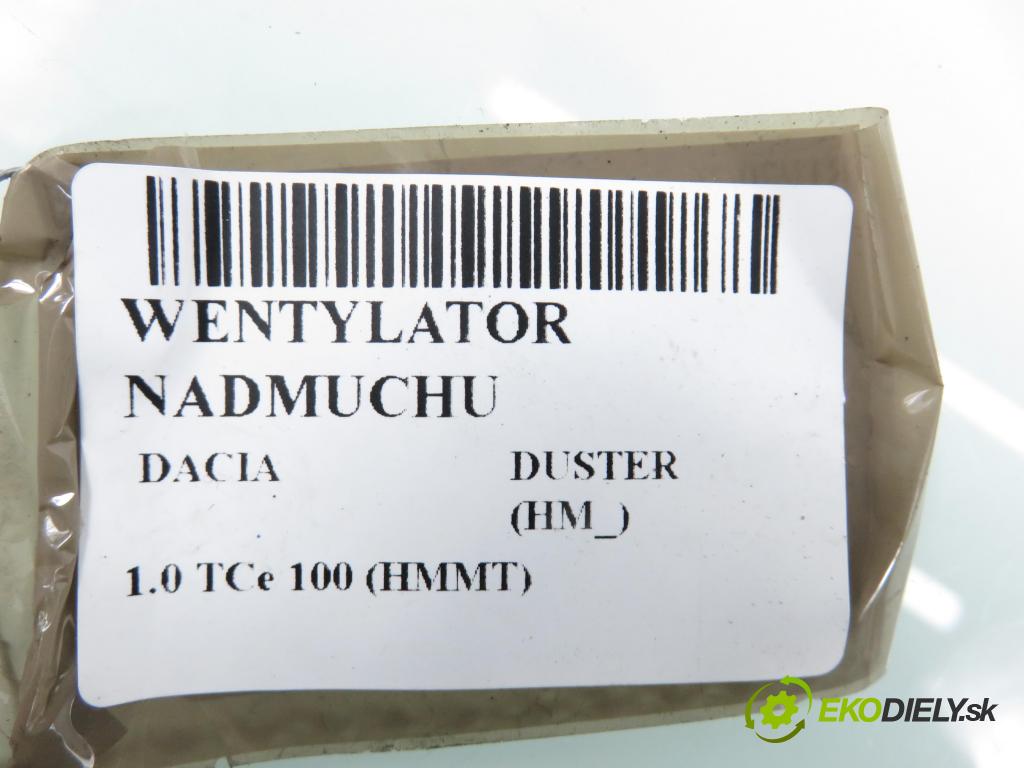 WENTYLATOR
NADMUCHU
DACIA DUSTER
(HM_)
1.0 TCe 100 (HMMT)
EKODIELY.sk